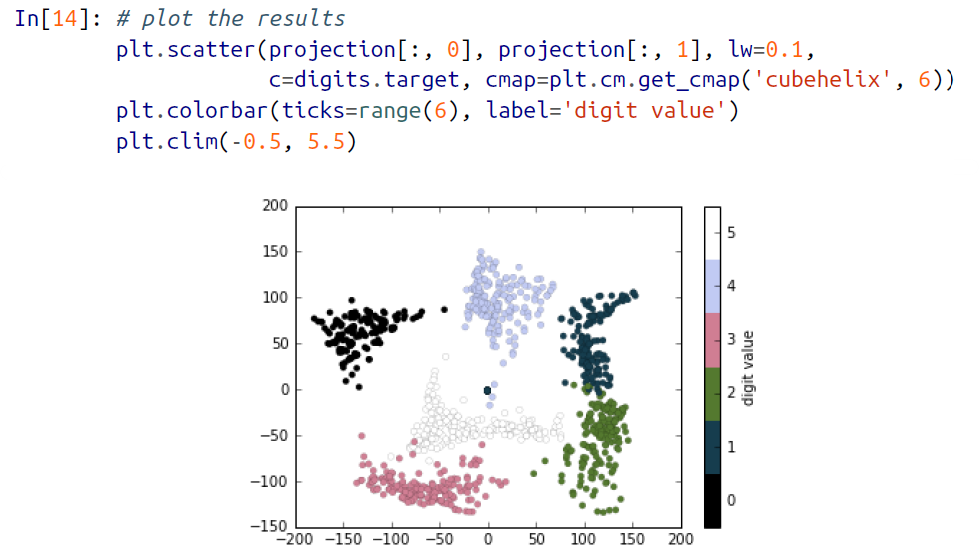 In[14]: # plot the results
plt.scatter(projection[:, 0], projection[:, 1], lw=0.1,
c=digits.target, cmap=plt.cm.get_cmap('cubehelix', 6))
plt.colorbar(ticks=range(6), label='digit value')
plt.clim(-0.5, 5.5)
200
150
100
50
0
−50
−100
−150
−200 −150 −100 −50 0 50 100 150 200
5
4
3
2
1
0
digit value